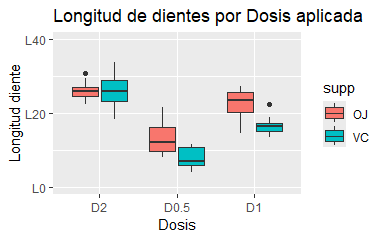 Longitud de dientes por Dosis aplicada
L40
L20
L0
Longitud diente
D2
D0.5
D1
Dosis
supp
OJ
VC